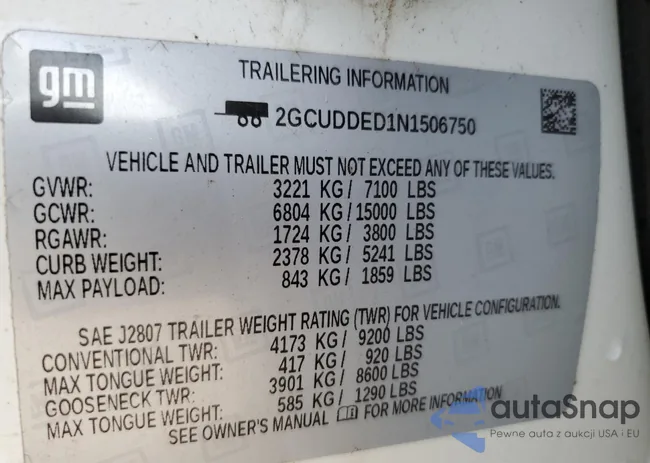 gm
TRAILERING INFORMATION
2GCUDDED1N1506750
VEHICLE AND TRAILER MUST NOT EXCEED ANY OF THESE VALUES.
GVWR: 3221 KG / 7100 LBS
GCWR: 6804 KG / 15000 LBS
RGAWR: 1724 KG / 3800 LBS
CURB WEIGHT: 2378 KG / 5241 LBS
MAX PAYLOAD: 843 KG / 1859 LBS
SAE J2807 TRAILER WEIGHT RATING (TWR) FOR VEHICLE CONFIGURATION.
CONVENTIONAL TWR: 4173 KG / 9200 LBS
MAX TONGUE WEIGHT: 417 KG / 920 LBS
GOOSENECK TWR: 3901 KG / 8600 LBS
MAX TONGUE WEIGHT: 585 KG / 1290 LBS
SEE OWNER'S MANUAL FOR MORE INFORMATION
autaSnap
Pewne auta z aukcji USA i EU